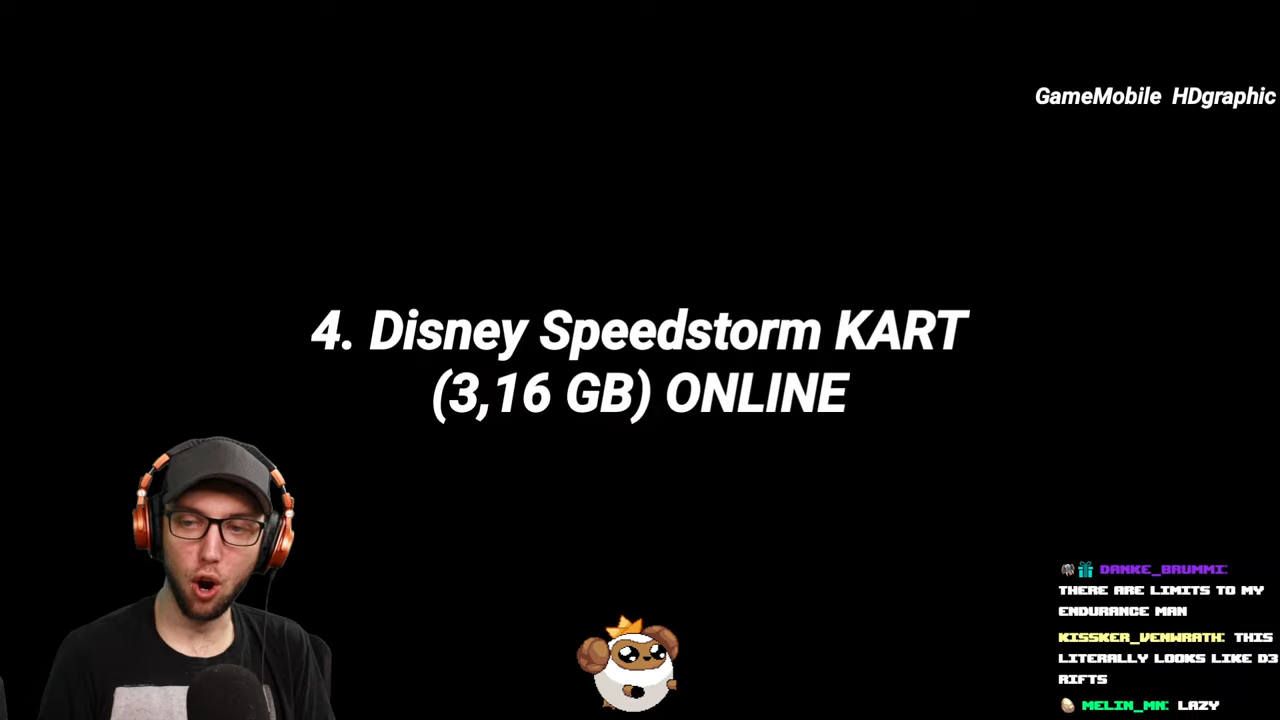 GameMobile HDgraphic
4. Disney Speedstorm KART
(3,16 GB) ONLINE
DANKE_BRUMMI:
THERE ARE LIMITS TO MY
ENDURANCE MAN
KISSKER_VENWRATH: THIS
LITERALLY LOOKS LIKE D3
RIFTS
MELIN_MN: LAZY